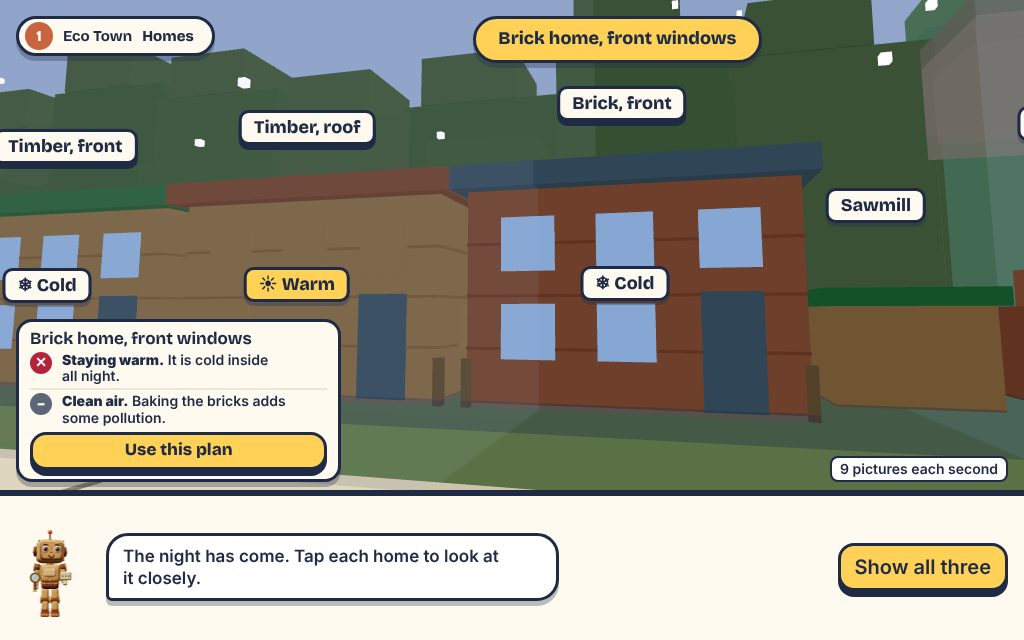 1 Eco Town Homes
Brick home, front windows
Brick, front
Timber, roof
Timber, front
Sawmill
Cold
Warm
Cold
Brick home, front windows
Staying warm. It is cold inside
all night.
Clean air. Baking the bricks adds
some pollution.
Use this plan
9 pictures each second
The night has come. Tap each home to look at
it closely.
Show all three